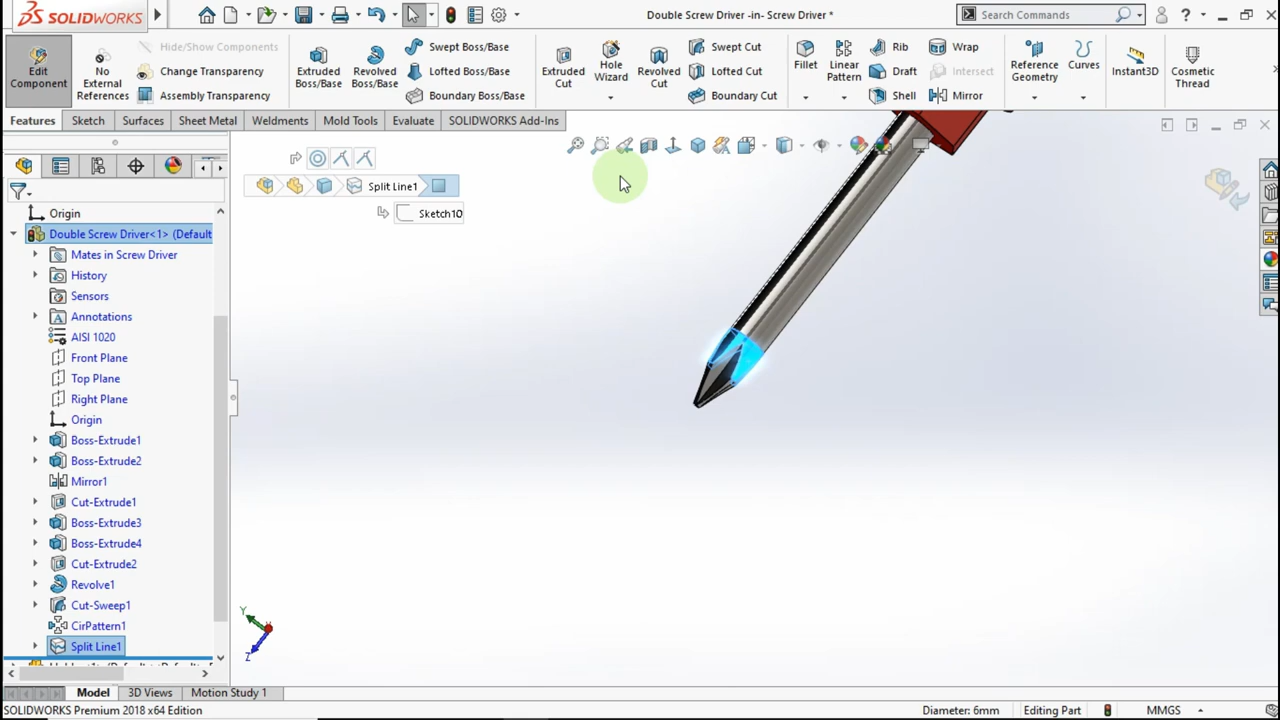 SOLIDWORKS
Double Screw Driver -in- Screw Driver *
Search Commands
Edit Component
No External References
Hide/Show Components
Change Transparency
Assembly Transparency
Extruded Boss/Base
Revolved Boss/Base
Swept Boss/Base
Lofted Boss/Base
Boundary Boss/Base
Extruded Cut
Hole Wizard
Revolved Cut
Swept Cut
Lofted Cut
Boundary Cut
Fillet
Linear Pattern
Rib
Draft
Shell
Wrap
Intersect
Mirror
Reference Geometry
Curves
Instant3D
Cosmetic Thread
Features
Sketch
Surfaces
Sheet Metal
Weldments
Mold Tools
Evaluate
SOLIDWORKS Add-Ins
Split Line1
Sketch10
Origin
Double Screw Driver<1> (Default
Mates in Screw Driver
History
Sensors
Annotations
AISI 1020
Front Plane
Top Plane
Right Plane
Origin
Boss-Extrude1
Boss-Extrude2
Mirror1
Cut-Extrude1
Boss-Extrude3
Boss-Extrude4
Cut-Extrude2
Revolve1
Cut-Sweep1
CirPattern1
Split Line1
Y
Z
Model
3D Views
Motion Study 1
SOLIDWORKS Premium 2018 x64 Edition
Diameter: 6mm
Editing Part
MMGS